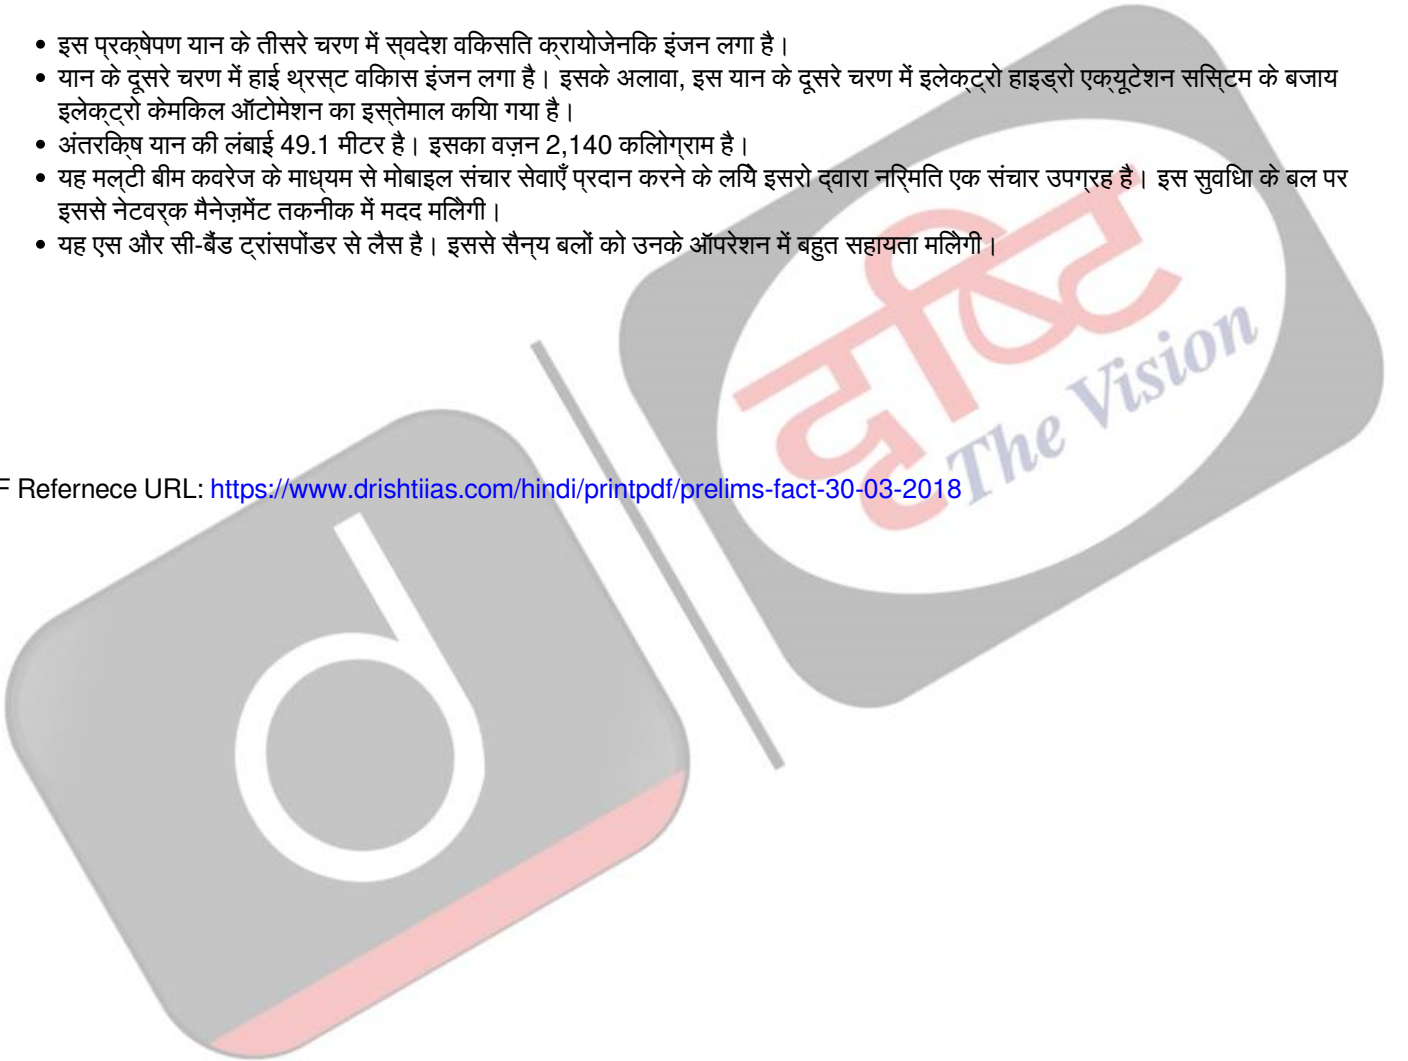 • इस प्रक्षेपण यान के तीसरे चरण में स्वदेश विकसित क्रायोजेनिक इंजन लगा है।
• यान के दूसरे चरण में हाई थ्रस्ट विकास इंजन लगा है। इसके अलावा, इस यान के दूसरे चरण में इलेक्ट्रो हाइड्रो एक्यूटेशन सिस्टम के बजाय
इलेक्ट्रो केमिकल ऑटोमेशन का इस्तेमाल किया गया है।
• अंतरिक्ष यान की लंबाई 49.1 मीटर है। इसका वज़न 2,140 किलोग्राम है।
• यह मल्टी बीम कवरेज के माध्यम से मोबाइल संचार सेवाएँ प्रदान करने के लिये इसरो द्वारा निर्मित एक संचार उपग्रह है। इस सुविधा के बल पर
इससे नेटवर्क मैनेज़मेंट तकनीक में मदद मिलेगी।
• यह एस और सी-बैंड ट्रांसपोंडर से लैस है। इससे सैन्य बलों को उनके ऑपरेशन में बहुत सहायता मिलेगी।
F Refernece URL: https://www.drishtiias.com/hindi/printpdf/prelims-fact-30-03-2018
दृष्टि
The Vision
d